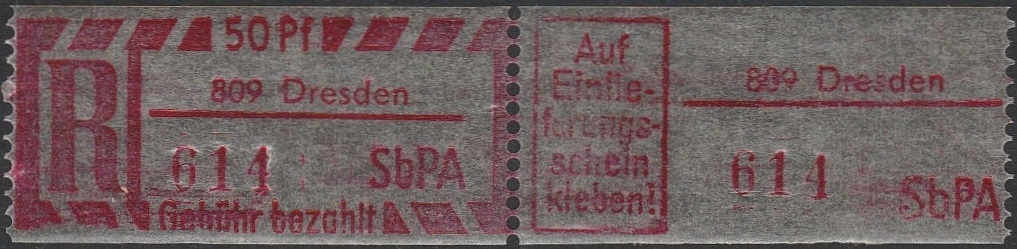 50 Pf
R
809 Dresden
614 SbPA
Gebühr bezahlt
Auf
Einlie-
ferungs-
schein
kleben!
809 Dresden
614
SbPA